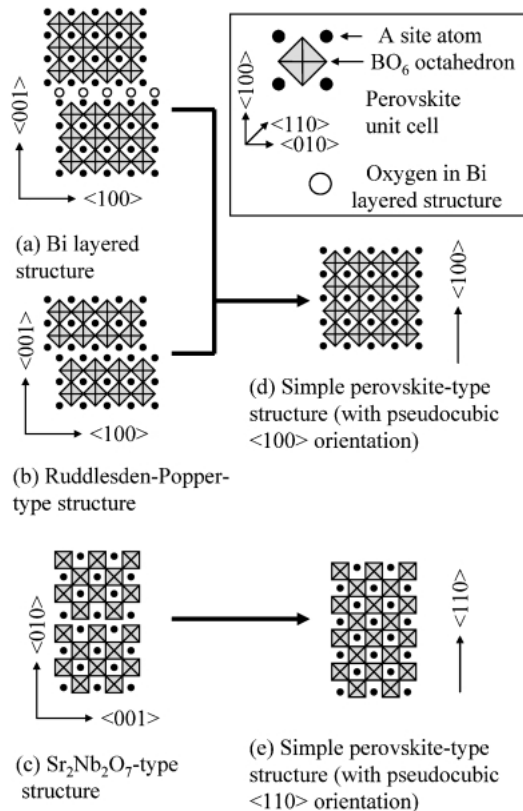 <001>
<100>
(a) Bi layered
structure
A site atom
BO₆ octahedron
<100>
Perovskite
unit cell
<110>
<010>
Oxygen in Bi
layered structure
<001>
<100>
(b) Ruddlesden-Popper-
type structure
<100>
(d) Simple perovskite-type
structure (with pseudocubic
<100> orientation)
<010>
<001>
(c) Sr₂Nb₂O₇-type
structure
<110>
(e) Simple perovskite-type
structure (with pseudocubic
<110> orientation)